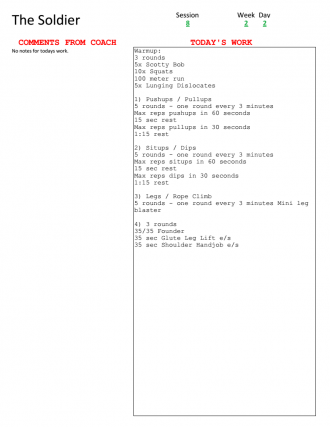 The Soldier
Session
8
Week Day
2 2
COMMENTS FROM COACH
TODAY'S WORK
No notes for todays work.
Warmup:
3 rounds
5x Scotty Bob
10x Squats
100 meter run
5x Lunging Dislocates
1) Pushups / Pullups
5 rounds - one round every 3 minutes
Max reps pushups in 60 seconds
15 sec rest
Max reps pullups in 30 seconds
1:15 rest
2) Situps / Dips
5 rounds - one round every 3 minutes
Max reps situps in 60 seconds
15 sec rest
Max reps dips in 30 seconds
1:15 rest
3) Legs / Rope Climb
5 rounds - one round every 3 minutes Mini leg
blaster
4) 3 rounds
35/35 Founder
35 sec Glute Leg Lift e/s
35 sec Shoulder Handjob e/s